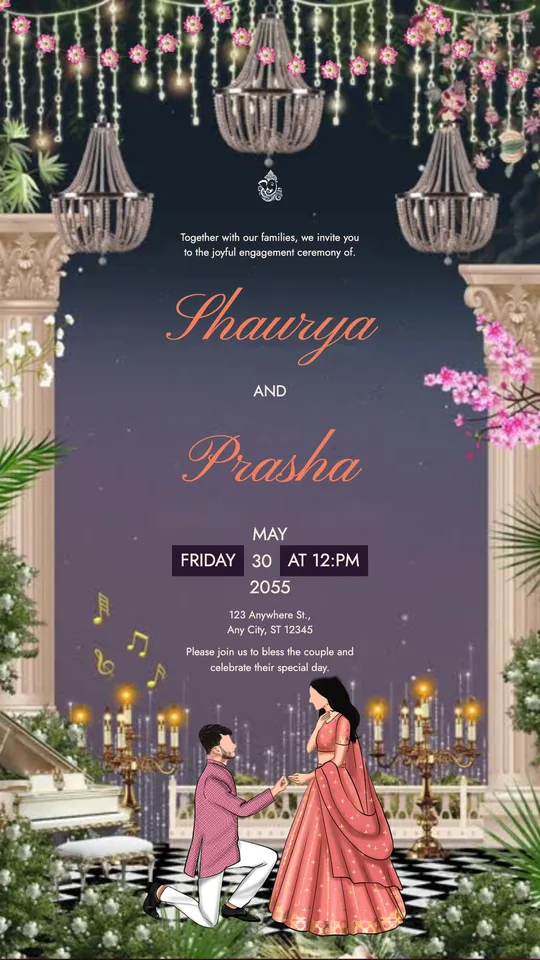 Together with our families, we invite you
to the joyful engagement ceremony of.
Shaurya
AND
Prasha
MAY
FRIDAY 30 AT 12:PM
2055
123 Anywhere St.,
Any City, ST 12345
Please join us to bless the couple and
celebrate their special day.